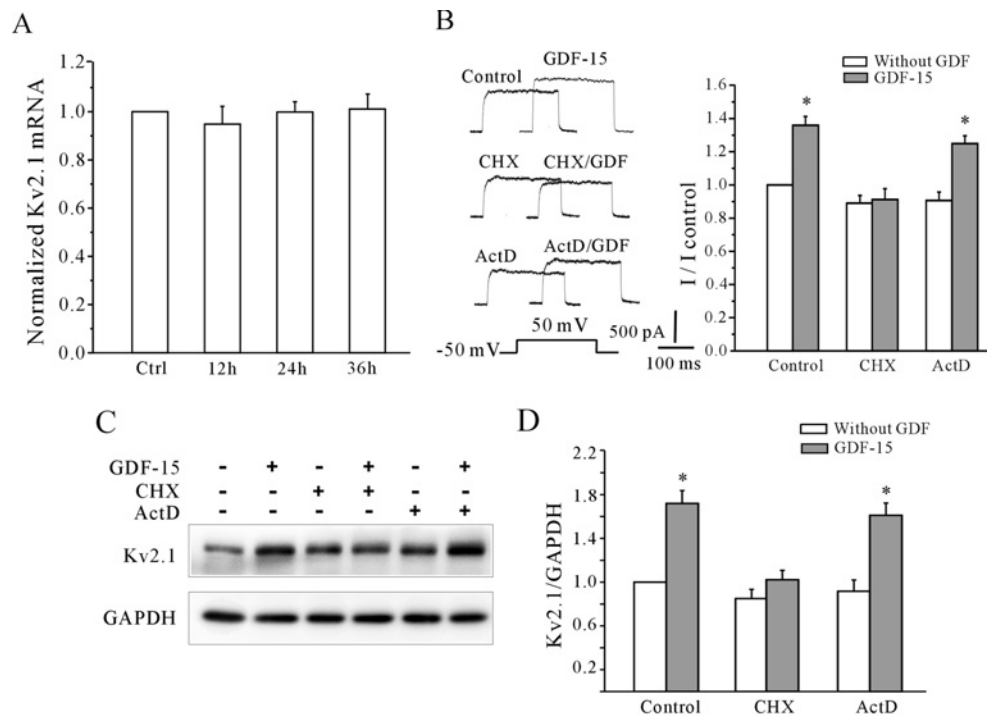 A
Normalized Kv2.1 mRNA
1.2
1.0
0.8
0.6
0.4
0.2
0.0
Ctrl 12h 24h 36h
B
Control GDF-15
CHX CHX/GDF
ActD ActD/GDF
50 mV
-50 mV
500 pA
100 ms
Without GDF
GDF-15
I / I control
1.6
1.4
1.2
1.0
0.8
0.6
0.4
0.2
0.0
* *
Control CHX ActD
C
GDF-15 - + - + - +
CHX - - + + - -
ActD - - - - + +
Kv2.1
GAPDH
D
Without GDF
GDF-15
Kv2.1/GAPDH
2.2
1.8
1.4
1.0
0.6
0.2
* *
Control CHX ActD